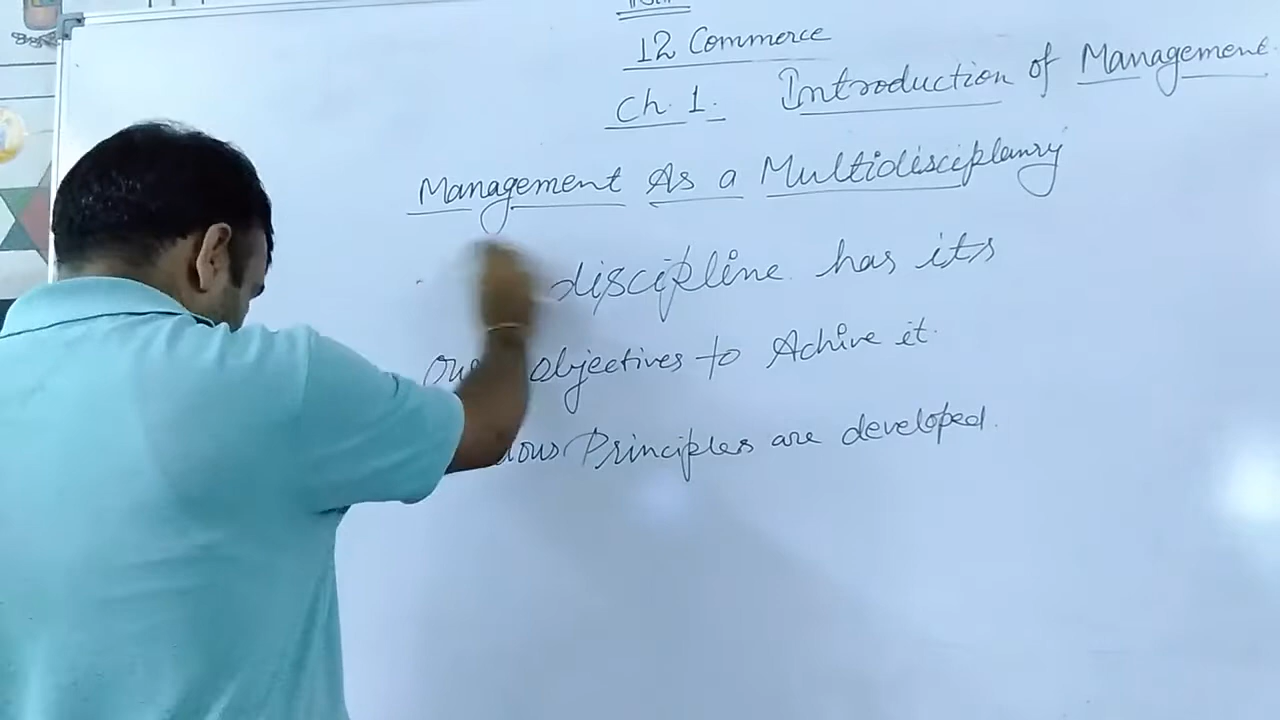 12 Commerce
Ch. 1. Introduction of Management.
Management As a Multidisciplanry
discipline has its
objectives to Achive it.
Principles are developed.